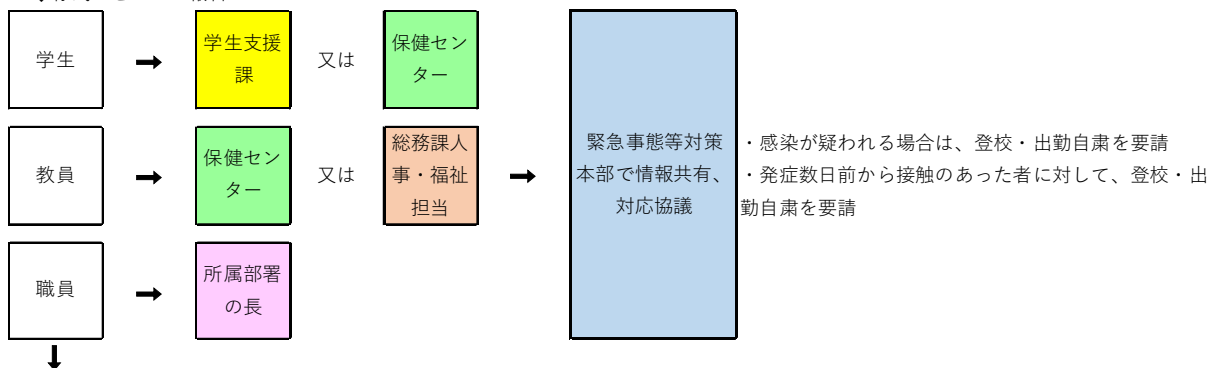 学生
学生支援
課
又は
保健セン
ター
教員
保健セン
ター
又は
総務課人
事・福祉
担当
職員
所属部署
の長
緊急事態等対策
本部で情報共有、
対応協議
・感染が疑われる場合は、登校・出勤自粛を要請
・発症数日前から接触のあった者に対して、登校・出
勤自粛を要請